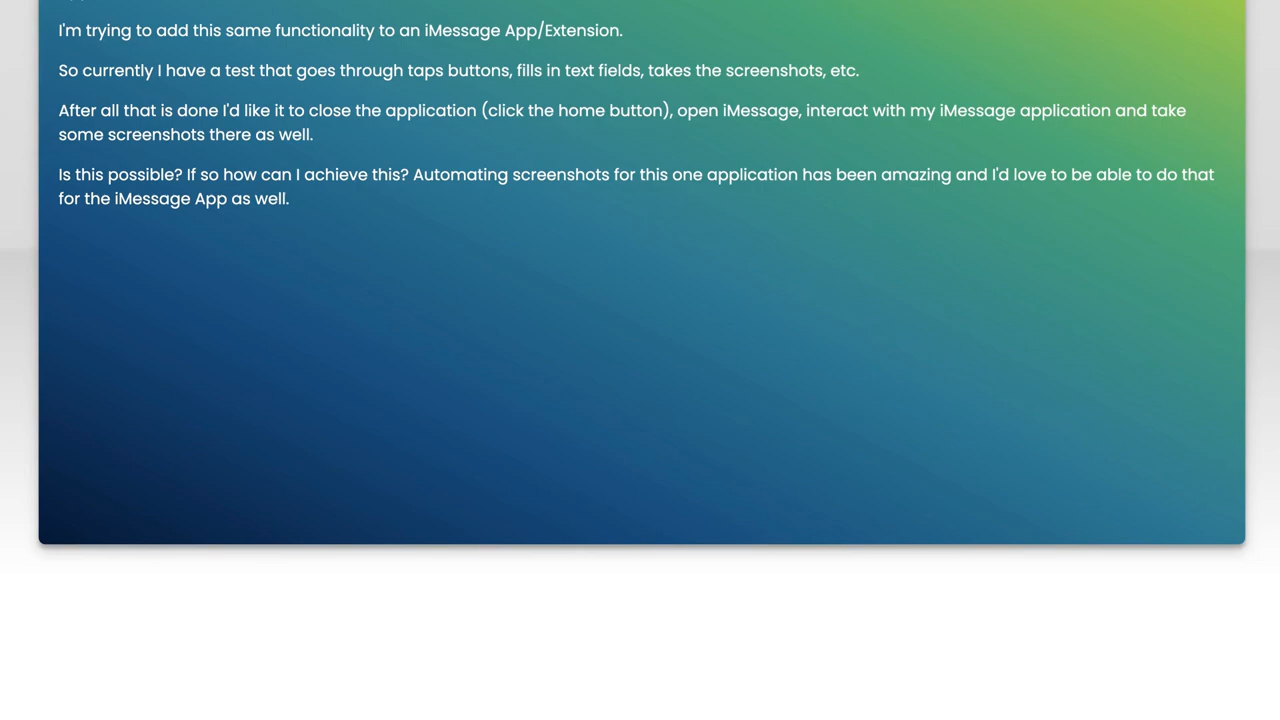 I'm trying to add this same functionality to an iMessage App/Extension.
So currently I have a test that goes through taps buttons, fills in text fields, takes the screenshots, etc.
After all that is done I'd like it to close the application (click the home button), open iMessage, interact with my iMessage application and take
some screenshots there as well.
Is this possible? If so how can I achieve this? Automating screenshots for this one application has been amazing and I'd love to be able to do that
for the iMessage App as well.